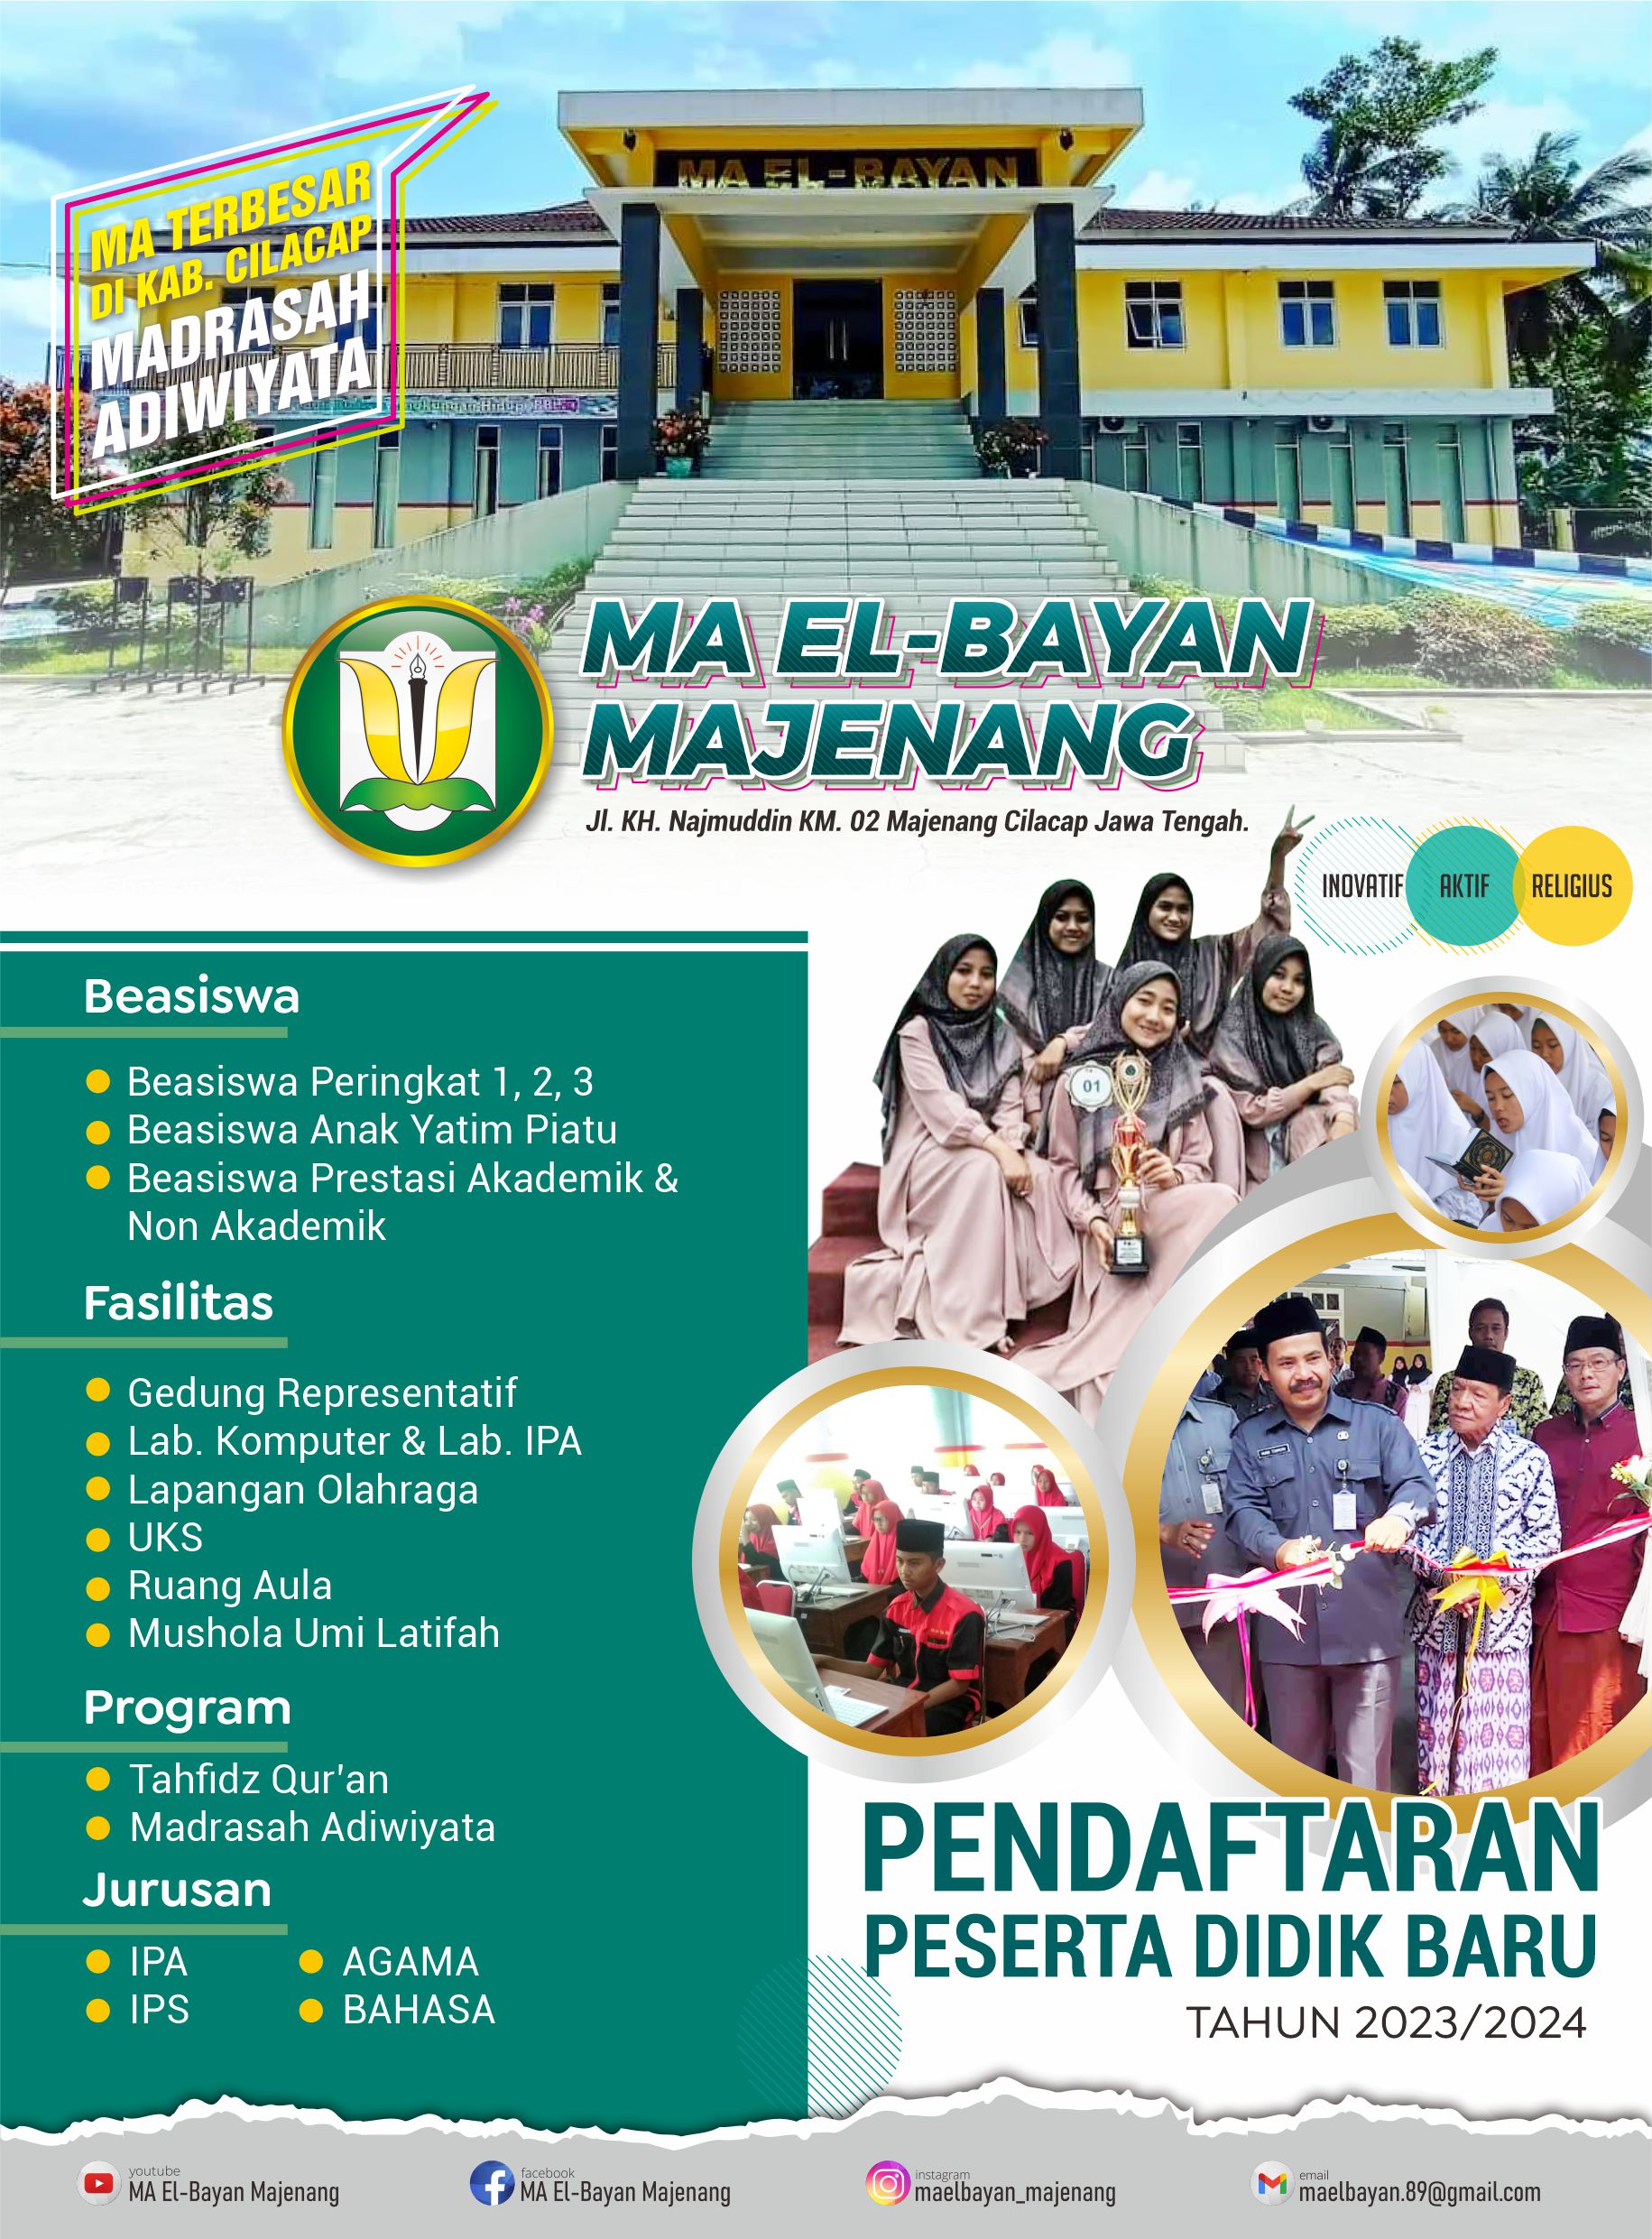 MA EL-BAYAN
MA TERBESAR
DI KAB. CILACAP
MADRASAH
ADIWIYATA
MA EL-BAYAN
MAJENANG
Jl. KH. Najmuddin KM. 02 Majenang Cilacap Jawa Tengah.
INOVATIF AKTIF RELIGIUS
Beasiswa
Beasiswa Peringkat 1, 2, 3
Beasiswa Anak Yatim Piatu
Beasiswa Prestasi Akademik &
Non Akademik
01
Fasilitas
Gedung Representatif
Lab. Komputer & Lab. IPA
Lapangan Olahraga
UKS
Ruang Aula
Mushola Umi Latifah
Program
Tahfidz Qur'an
Madrasah Adiwiyata
Jurusan
IPA
IPS
AGAMA
BAHASA
PENDAFTARAN
PESERTA DIDIK BARU
TAHUN 2023/2024
youtube
MA El-Bayan Majenang
facebook
MA El-Bayan Majenang
instagram
maelbayan_majenang
email
maelbayan.89@gmail.com